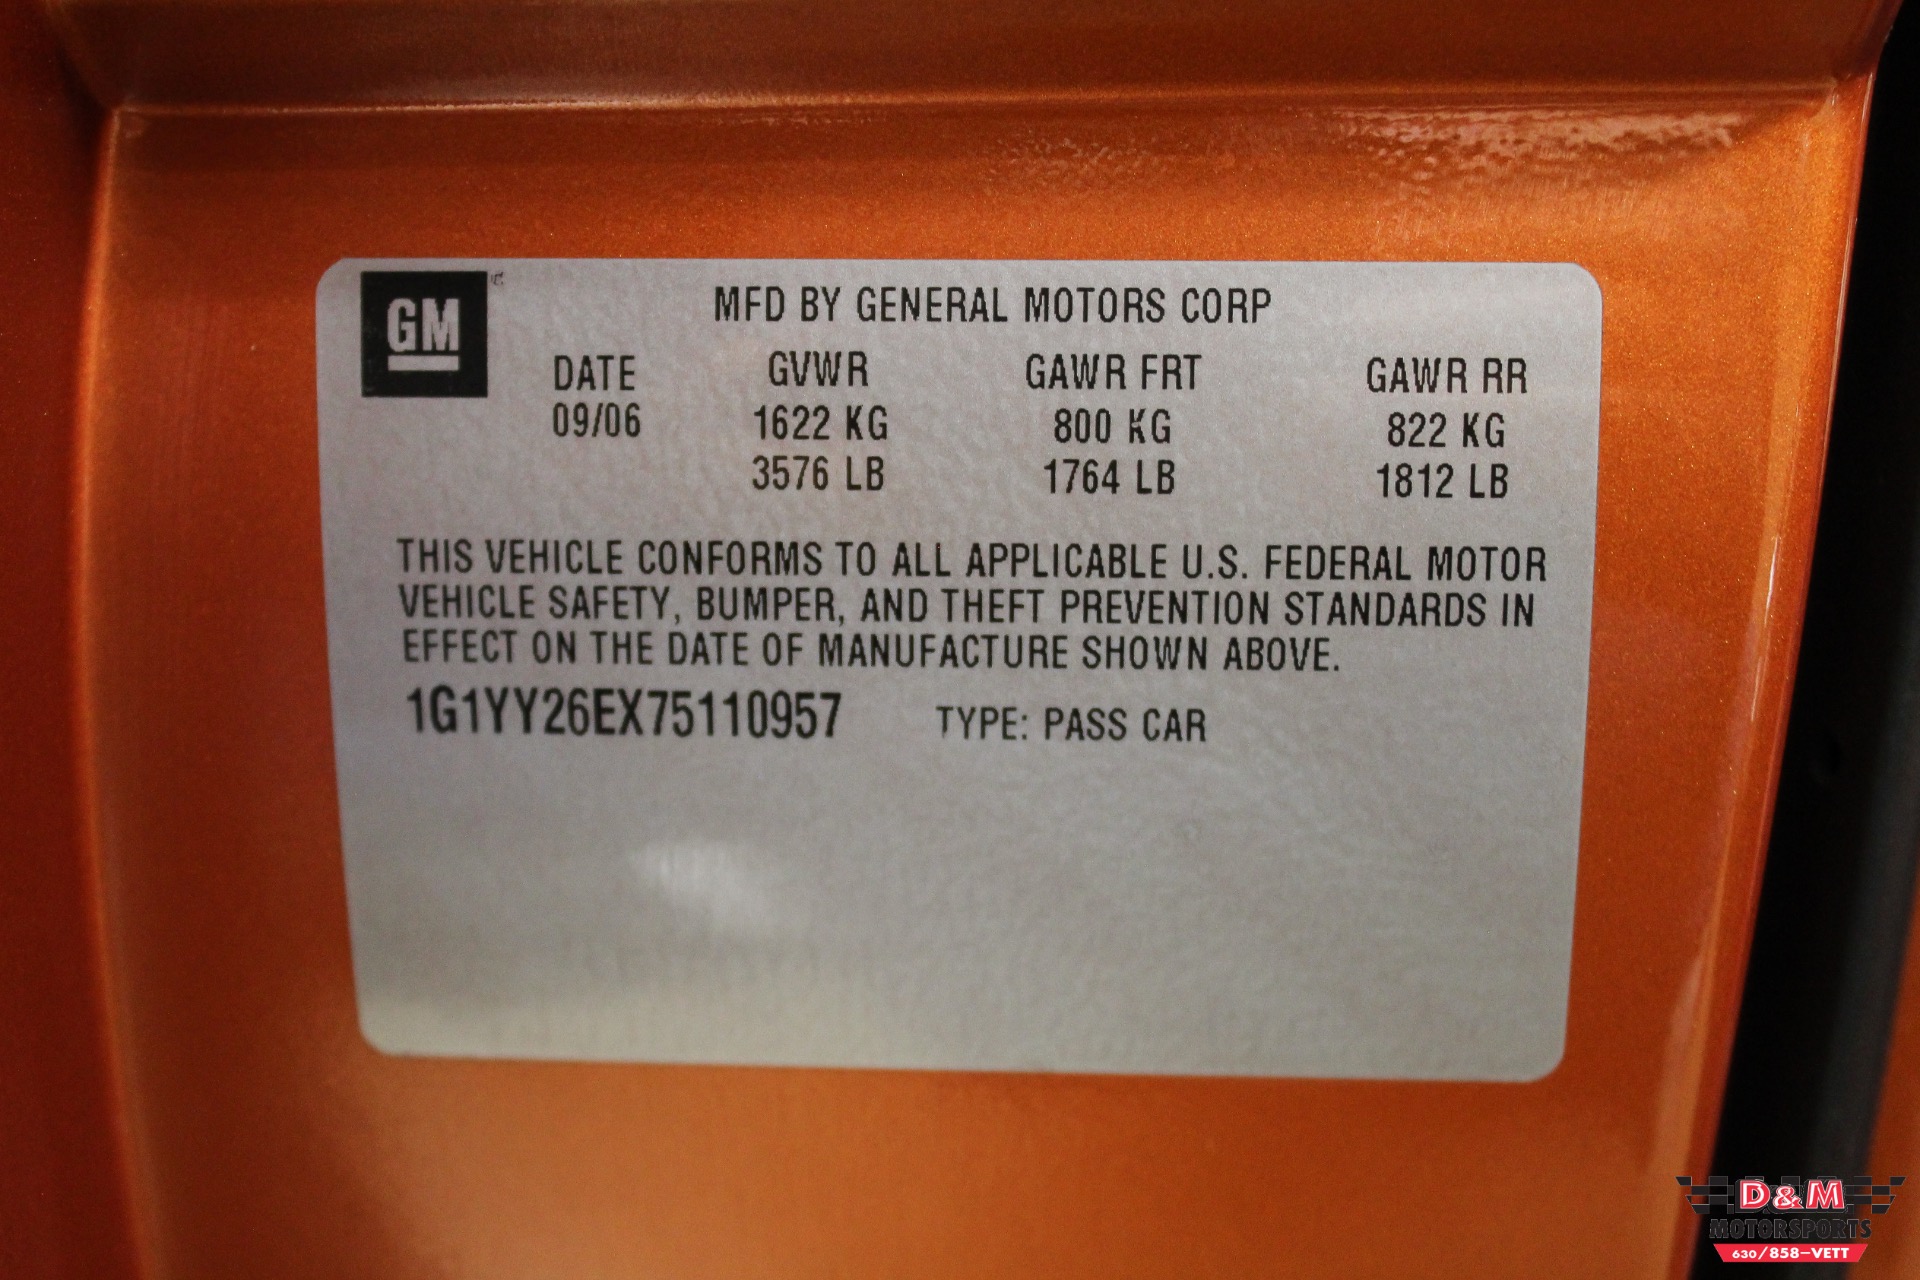 GM
MFD BY GENERAL MOTORS CORP
DATE GVWR GAWR FRT GAWR RR
09/06 1622 KG 800 KG 822 KG
3576 LB 1764 LB 1812 LB
THIS VEHICLE CONFORMS TO ALL APPLICABLE U.S. FEDERAL MOTOR
VEHICLE SAFETY, BUMPER, AND THEFT PREVENTION STANDARDS IN
EFFECT ON THE DATE OF MANUFACTURE SHOWN ABOVE.
1G1YY26EX75110957 TYPE: PASS CAR
D&M
MOTORSPORTS
630/858-VETT